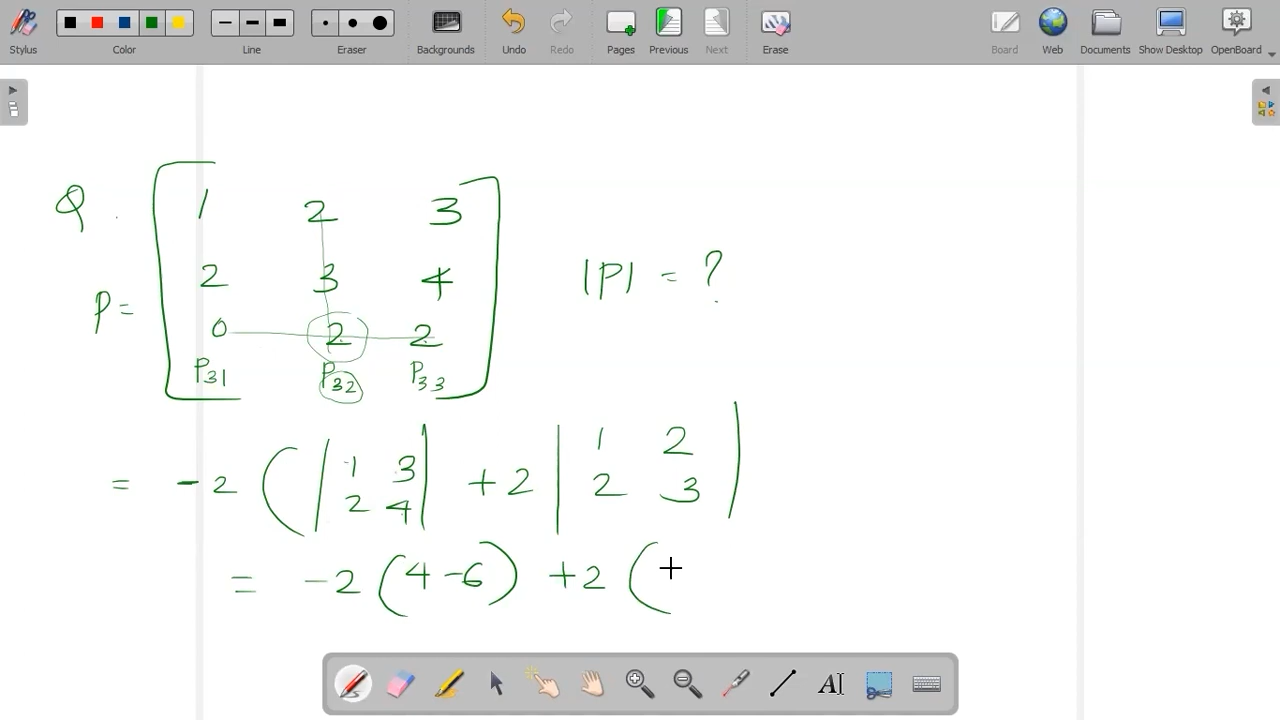 Stylus Color Line Eraser Backgrounds Undo Redo Pages Previous Next Erase Board Web Documents Show Desktop OpenBoard
Q.
P = [ 1 2 3
2 3 4
0 2 2
P31 P32 P33 ]
|P| = ?
= -2 ( | 1 3 | + 2 | 1 2 |
| 2 4 | | 2 3 |
= -2 (4 - 6) + 2 (